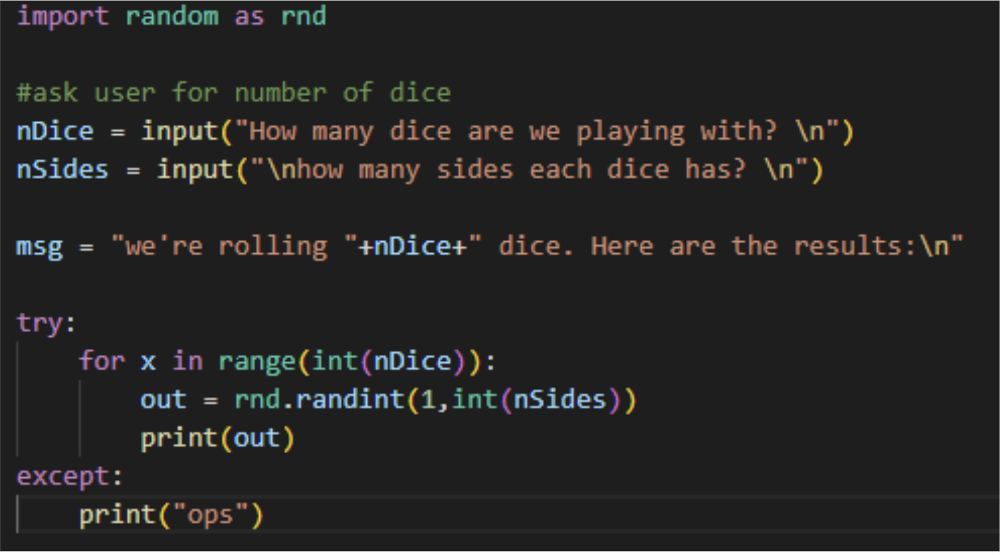 import random as rnd
#ask user for number of dice
nDice = input("How many dice are we playing with? \n")
nSides = input("\nhow many sides each dice has? \n")
msg = "we're rolling "+nDice+" dice. Here are the results:\n"
try:
    for x in range(int(nDice)):
        out = rnd.randint(1,int(nSides))
        print(out)
except:
    print("ops")